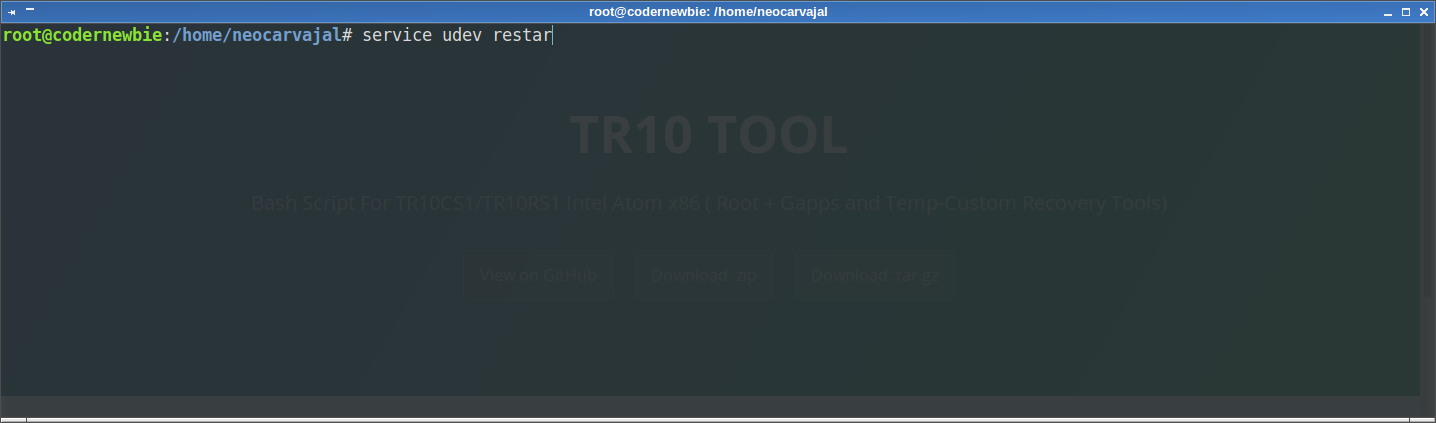 root@codernewbie: /home/neocarvajal
root@codernewbie:/home/neocarvajal# service udev restar
TR10 TOOL
Bash Script For TR10CS1/TR10RS1 Intel Atom x86 ( Root + Gapps and Temp-Custom Recovery Tools)
View on GitHub Download .zip Download .tar.gz